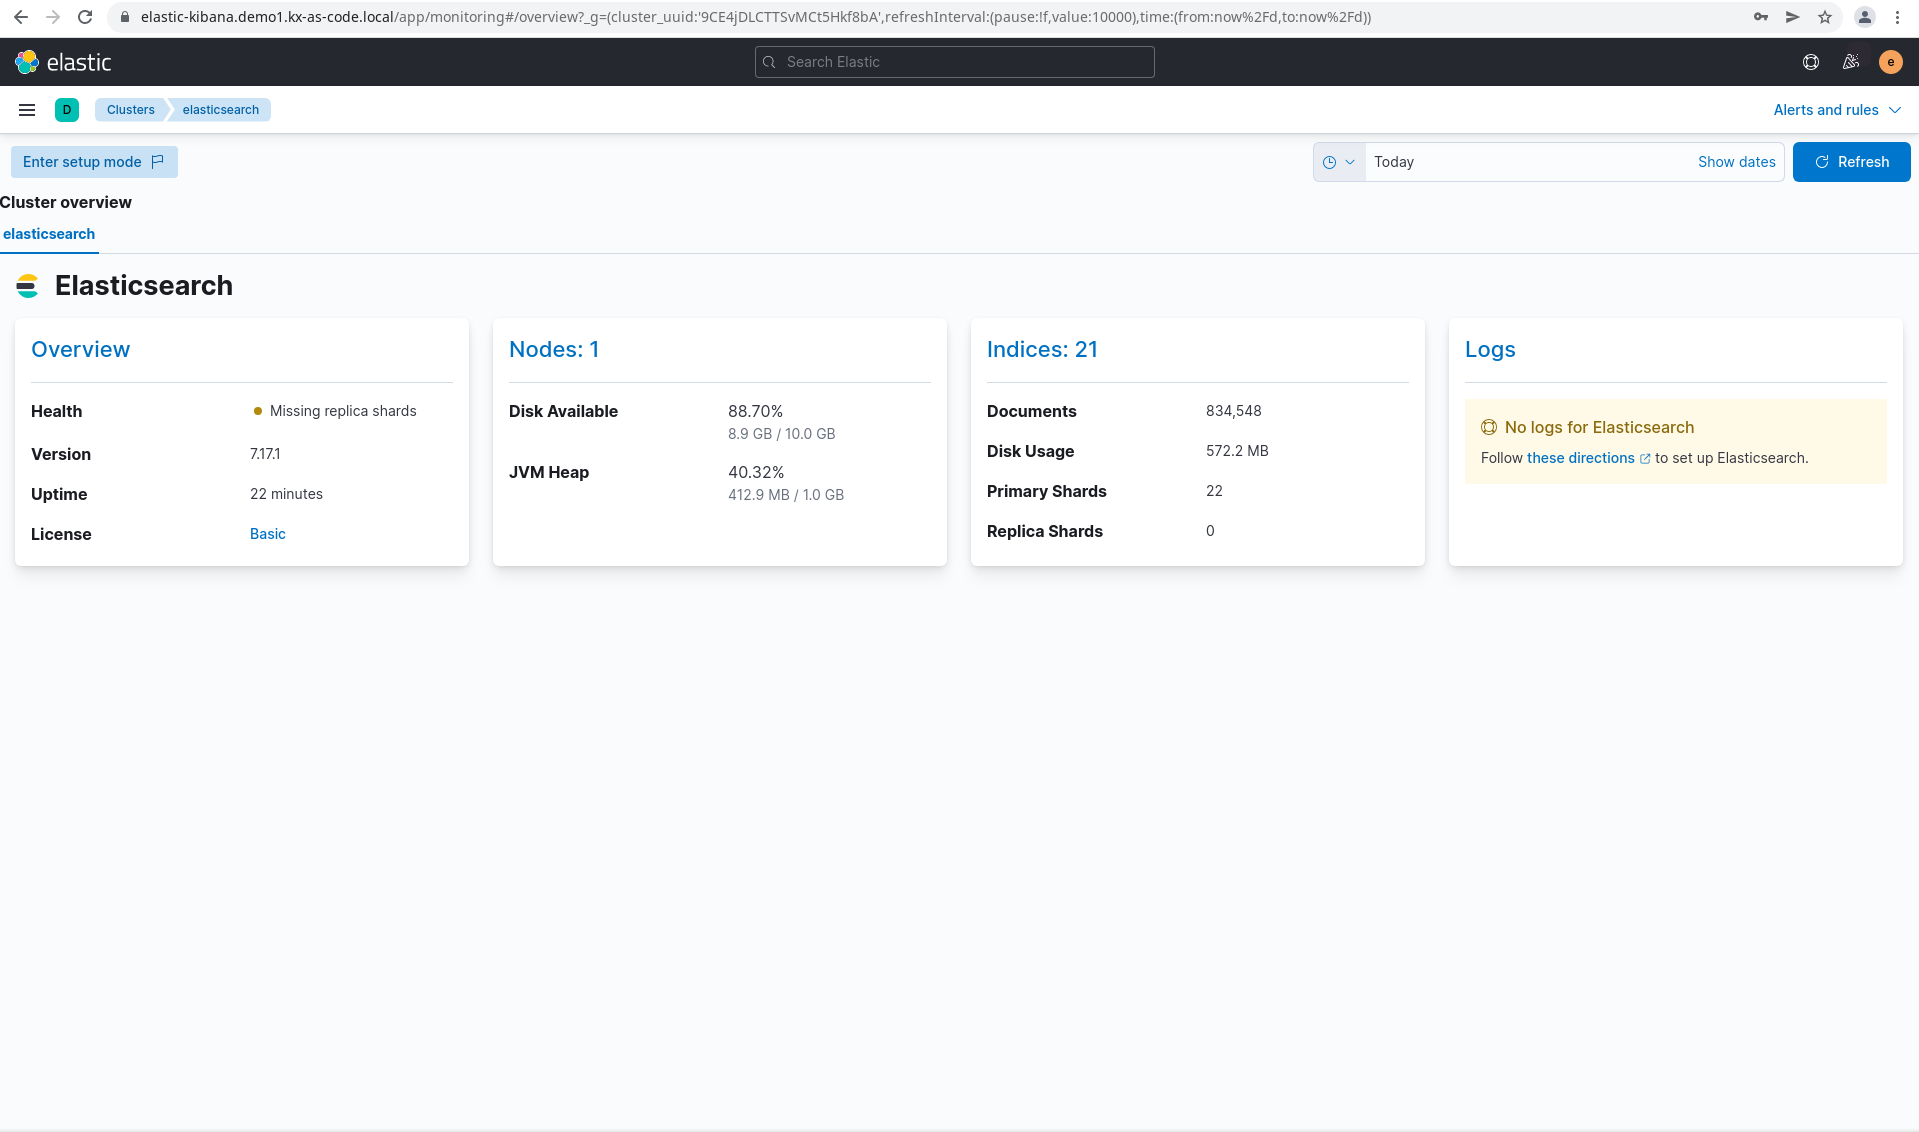 elastic-kibana.demo1.kx-as-code.local/app/monitoring#/overview?_g=(cluster_uuid:'9CE4jDLCTTSvMCt5Hkf8bA',refreshInterval:(pause:!f,value:10000),time:(from:now%2Fd,to:now%2Fd))
elastic
Search Elastic
e
D
Clusters
elasticsearch
Alerts and rules
Enter setup mode
Today
Show dates
Refresh
Cluster overview
elasticsearch
Elasticsearch
Overview
Health
Missing replica shards
Version
7.17.1
Uptime
22 minutes
License
Basic
Nodes: 1
Disk Available
88.70%
8.9 GB / 10.0 GB
JVM Heap
40.32%
412.9 MB / 1.0 GB
Indices: 21
Documents
834,548
Disk Usage
572.2 MB
Primary Shards
22
Replica Shards
0
Logs
No logs for Elasticsearch
Follow these directions to set up Elasticsearch.